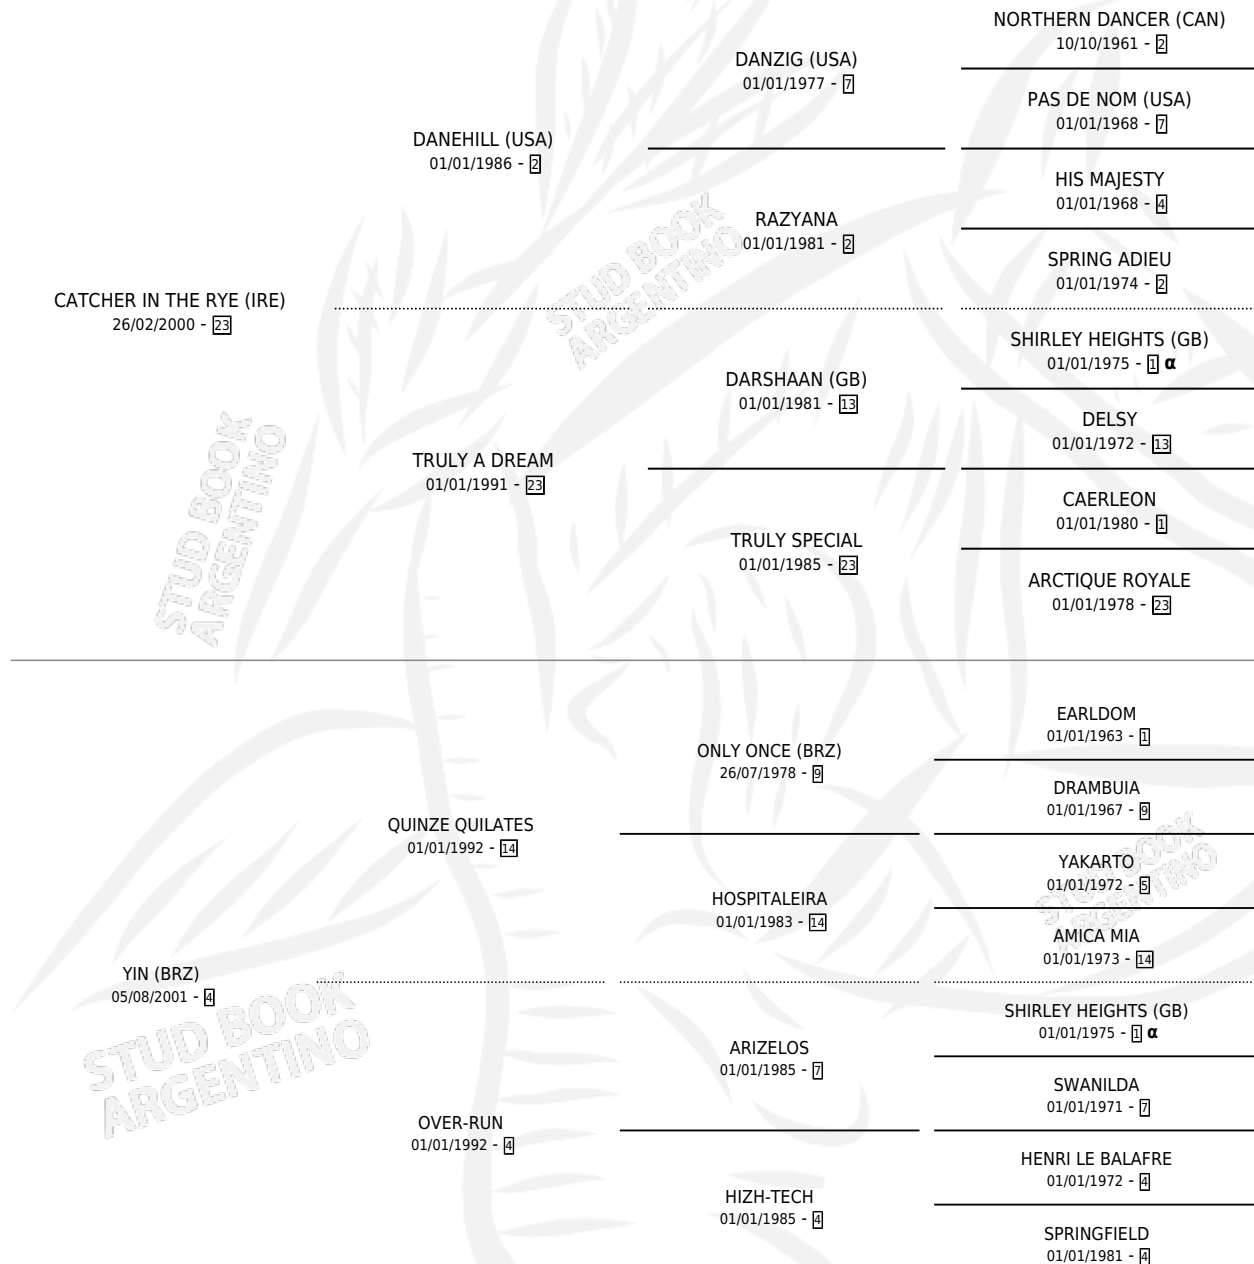 NORTHERN DANCER (CAN)
10/10/1961 - 2
DANZIG (USA)
01/01/1977 - 7
PAS DE NOM (USA)
01/01/1968 - 7
DANEHILL (USA)
01/01/1986 - 2
HIS MAJESTY
01/01/1968 - 4
RAZYANA
01/01/1981 - 2
SPRING ADIEU
01/01/1974 - 2
CATCHER IN THE RYE (IRE)
26/02/2000 - 23
SHIRLEY HEIGHTS (GB)
01/01/1975 - 1 α
DARSHAAN (GB)
01/01/1981 - 13
DELSY
01/01/1972 - 13
TRULY A DREAM
01/01/1991 - 23
CAERLEON
01/01/1980 - 1
TRULY SPECIAL
01/01/1985 - 23
ARCTIQUE ROYALE
01/01/1978 - 23
EARLDOM
01/01/1963 - 1
ONLY ONCE (BRZ)
26/07/1978 - 9
DRAMBUIA
01/01/1967 - 9
QUINZE QUILATES
01/01/1992 - 14
YAKARTO
01/01/1972 - 5
HOSPITALEIRA
01/01/1983 - 14
AMICA MIA
01/01/1973 - 14
YIN (BRZ)
05/08/2001 - 4
SHIRLEY HEIGHTS (GB)
01/01/1975 - 1 α
ARIZELOS
01/01/1985 - 7
SWANILDA
01/01/1971 - 7
OVER-RUN
01/01/1992 - 4
HENRI LE BALAFRE
01/01/1972 - 4
HIZH-TECH
01/01/1985 - 4
SPRINGFIELD
01/01/1981 - 4
STUD BOOK
ARGENTINO
STUD BOOK
ARGENTINO
STUD BOOK
ARGENTINO
STUD BOOK
ARGENTINO